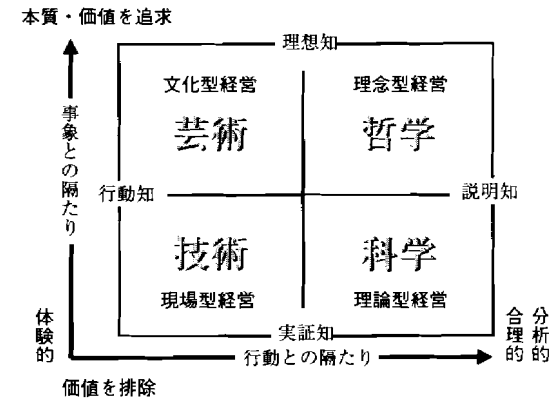 本質・価値を追求
理想知
文化型経営
理念型経営
芸術
哲学
事象との隔たり
行動知
説明知
技術
科学
現場型経営
理論型経営
体験的
実証知
合理的
分析的
行動との隔たり
価値を排除